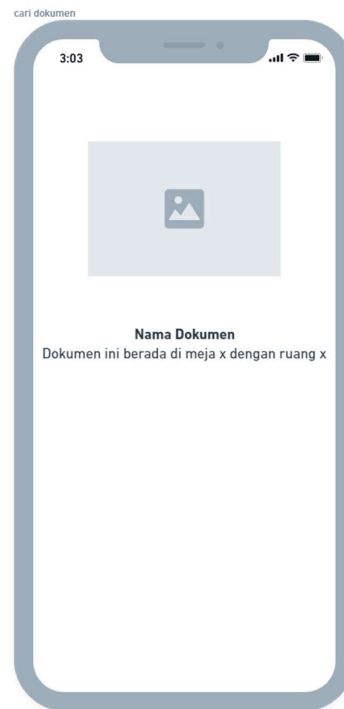 cari dokumen
3:03
Nama Dokumen
Dokumen ini berada di meja x dengan ruang x